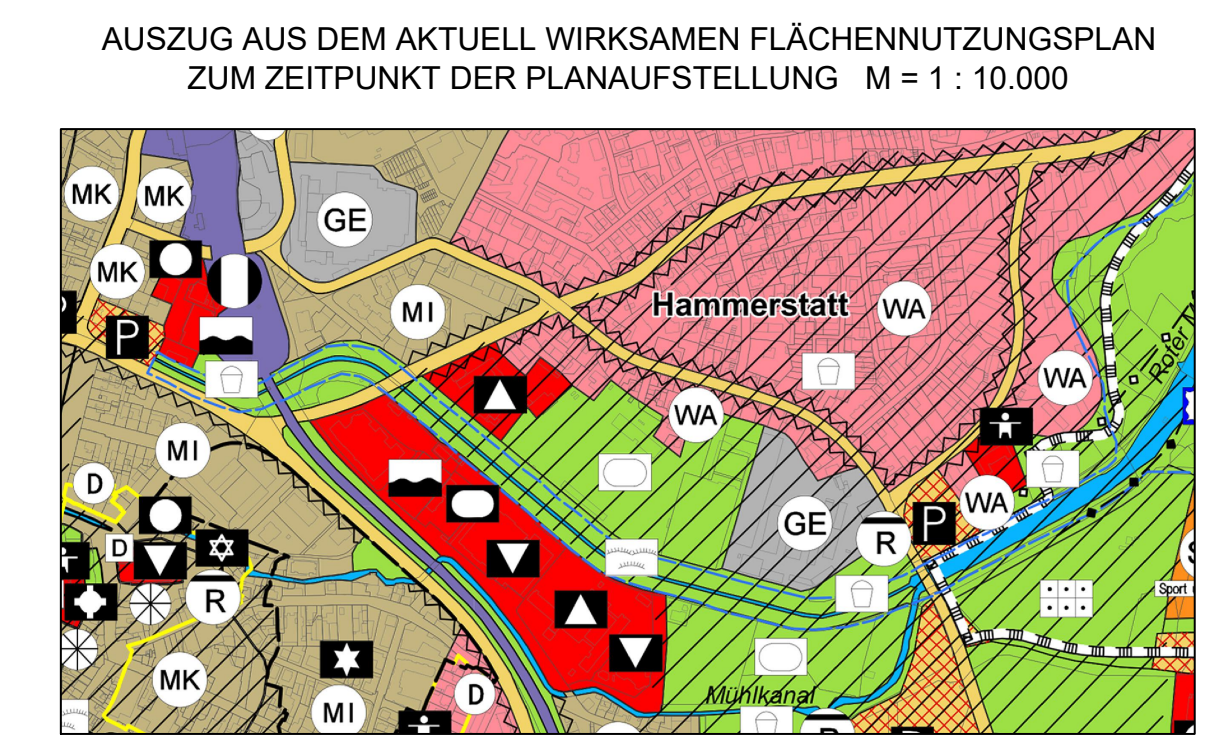 AUSZUG AUS DEM AKTUELL WIRKSAMEN FLÄCHENNUTZUNGSPLAN
ZUM ZEITPUNKT DER PLANAUFSTELLUNG M = 1 : 10.000
MK
MK
GE
MK
MI
Hammerstatt
WA
P
WA
WA
MI
D
WA
GE
P
R
D
R
MK
MI
D
Mühlkanal
Roter
Sport